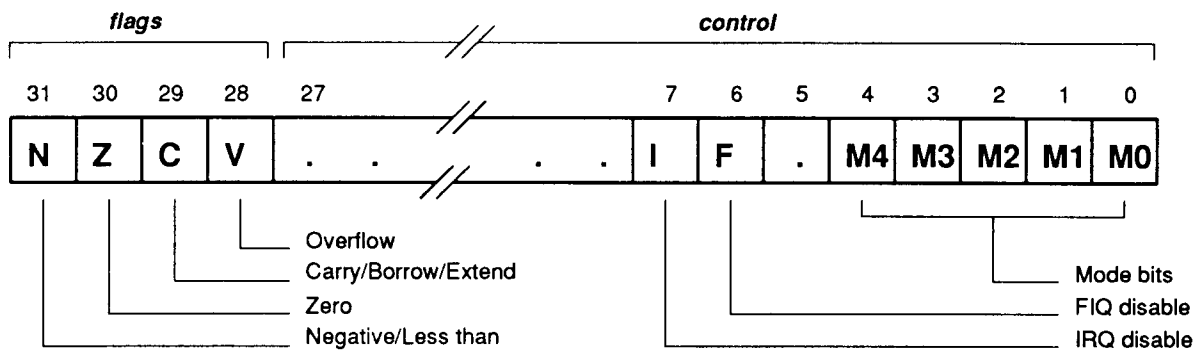 flags control
31 30 29 28 27 7 6 5 4 3 2 1 0
N Z C V . . . . I F . M4 M3 M2 M1 M0
Overflow
Carry/Borrow/Extend
Zero
Negative/Less than
Mode bits
FIQ disable
IRQ disable